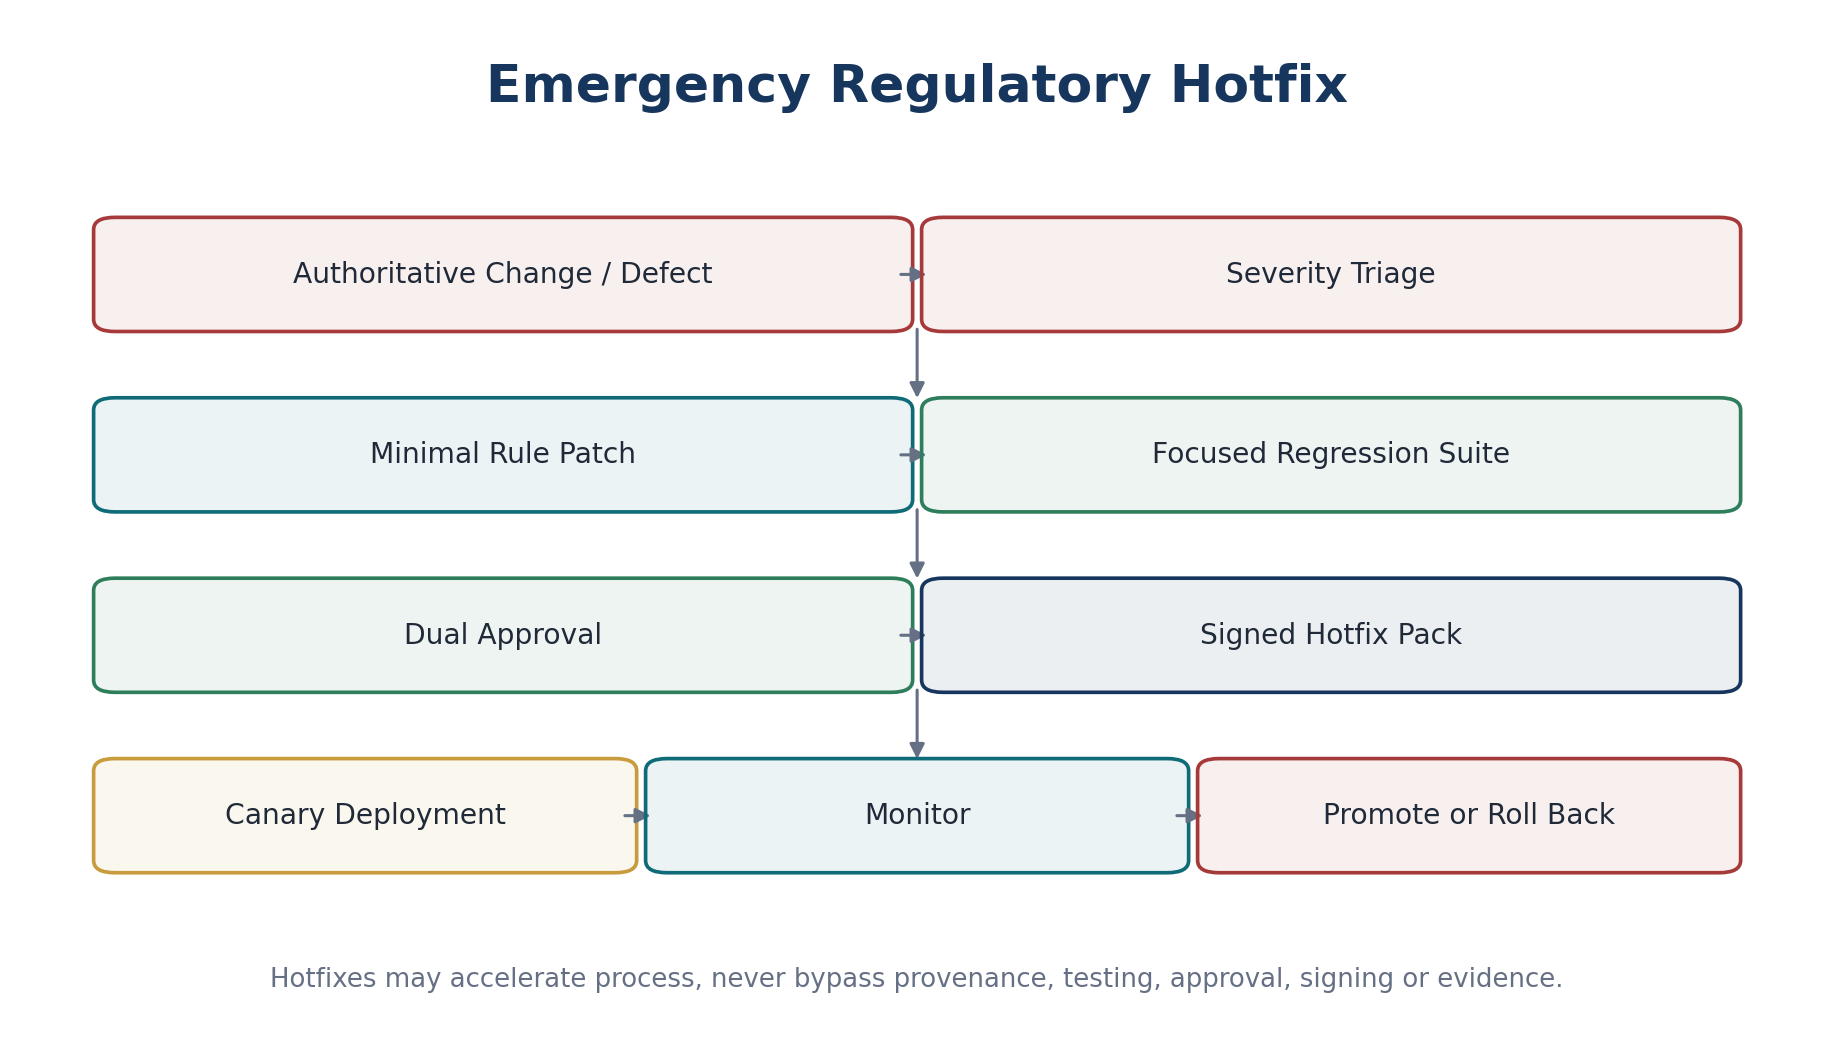 Emergency Regulatory Hotfix
Authoritative Change / Defect
Severity Triage
Minimal Rule Patch
Focused Regression Suite
Dual Approval
Signed Hotfix Pack
Canary Deployment
Monitor
Promote or Roll Back
Hotfixes may accelerate process, never bypass provenance, testing, approval, signing or evidence.